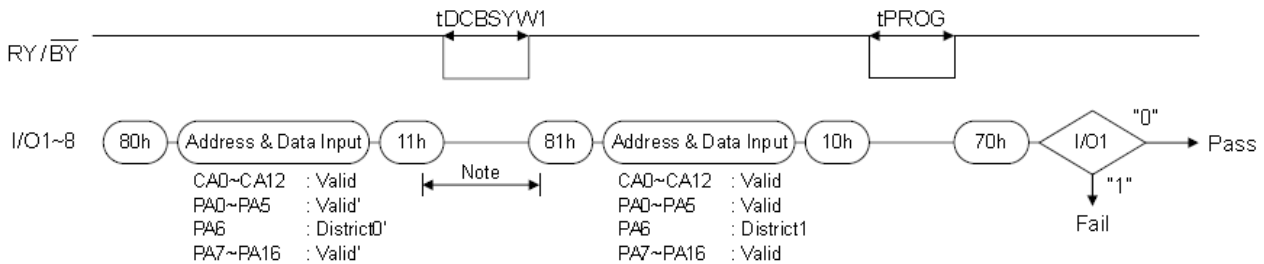 tDCBSYW1 tPROG
RY/BY
I/O1~8 80h Address & Data Input 11h 81h Address & Data Input 10h 70h I/O1 "0" Pass
Note
"1"
Fail
CA0~CA12 : Valid
PA0~PA5 : Valid'
PA6 : District0'
PA7~PA16 : Valid'
CA0~CA12 : Valid
PA0~PA5 : Valid
PA6 : District1
PA7~PA16 : Valid